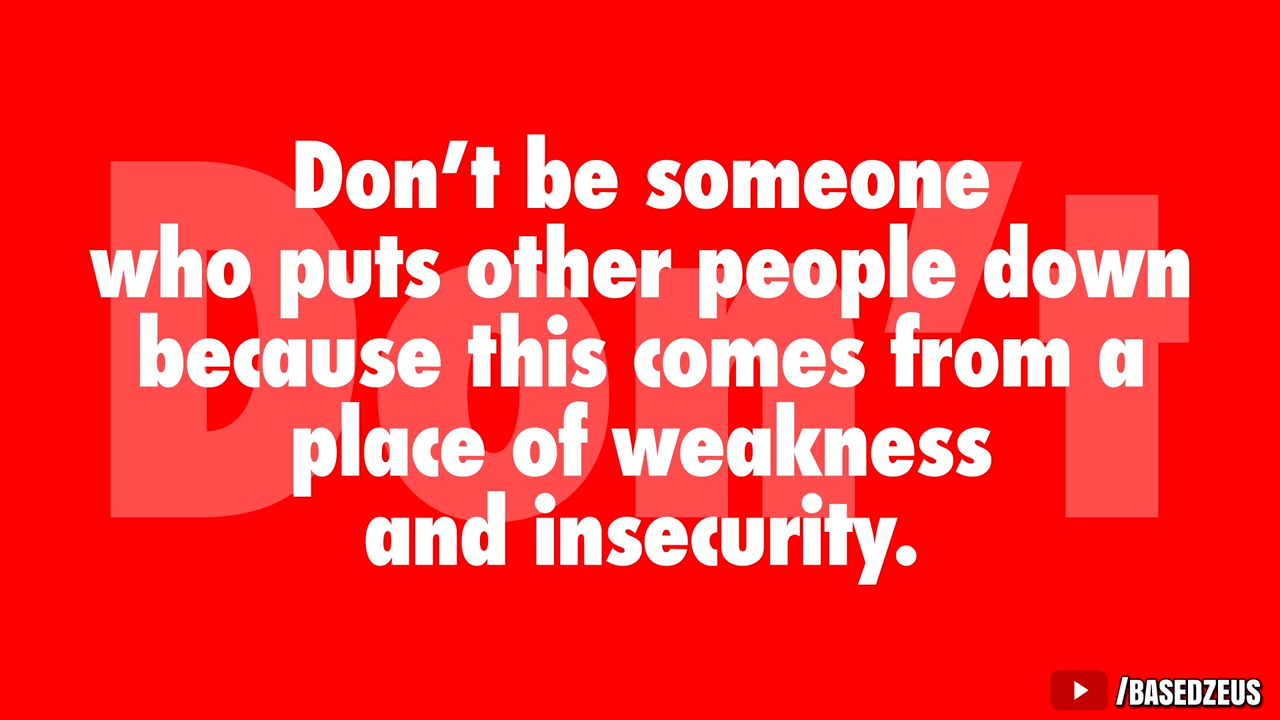 Don't
Don’t be someone
who puts other people down
because this comes from a
place of weakness
and insecurity.
/BASEDZEUS